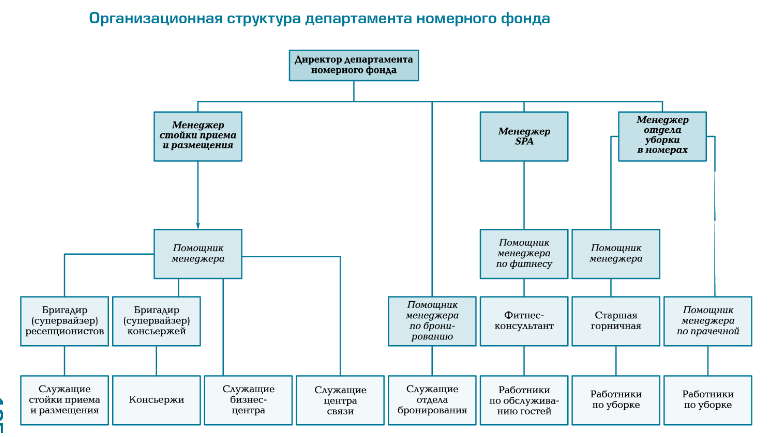 Организационная структура департамента номерного фонда
Директор департамента
номерного фонда
Менеджер
стойки приема
и размещения
Менеджер
SPA
Менеджер
отдела
уборки
в номерах
Помощник
менеджера
Помощник
менеджера
по фитнесу
Помощник
менеджера
Бригадир
(супервайзер)
ресепционистов
Бригадир
(супервайзер)
консьержей
Помощник
менеджера
по брони-
рованию
Фитнес-
консультант
Старшая
горничная
Помощник
менеджера
по прачечной
Служащие
стойки приема
и размещения
Консьержи
Служащие
бизнес-
центра
Служащие
центра
связи
Служащие
отдела
бронирования
Работники
по обслужива-
нию гостей
Работники
по уборке
Работники
по уборке